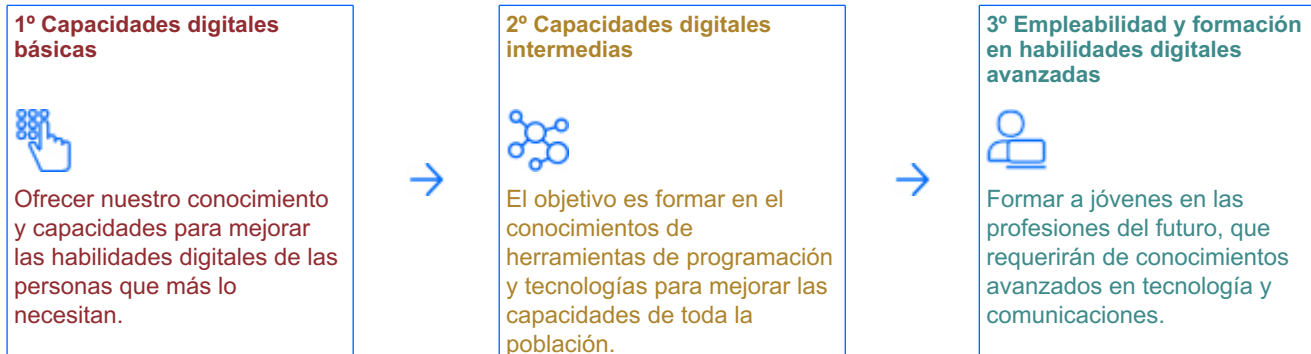 1º Capacidades digitales
básicas
Ofrecer nuestro conocimiento
y capacidades para mejorar
las habilidades digitales de las
personas que más lo
necesitan.
2º Capacidades digitales
intermedias
El objetivo es formar en el
conocimientos de
herramientas de programación
y tecnologías para mejorar las
capacidades de toda la
población.
3º Empleabilidad y formación
en habilidades digitales
avanzadas
Formar a jóvenes en las
profesiones del futuro, que
requerirán de conocimientos
avanzados en tecnología y
comunicaciones.